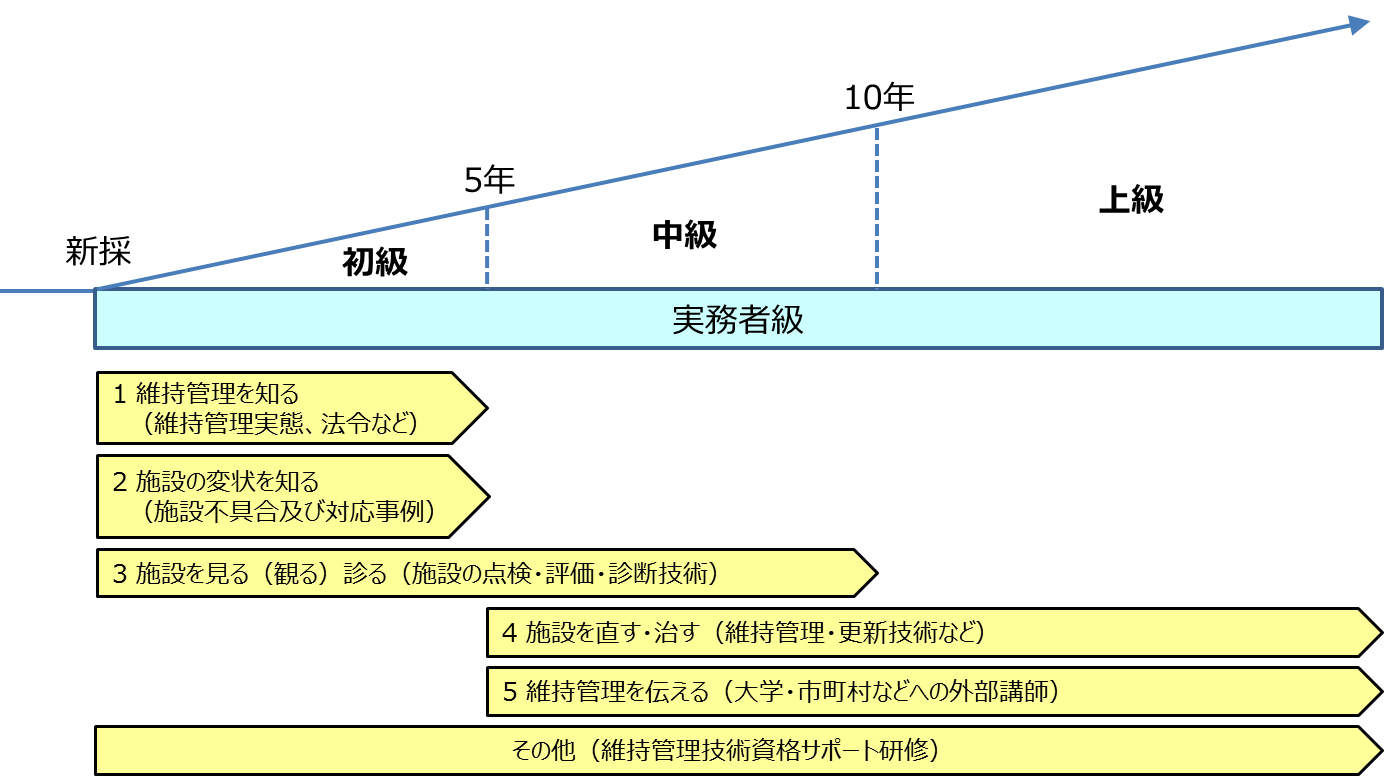 10年
5年
上級
中級
新採
初級
実務者級
1 維持管理を知る
（維持管理実態、法令など）
2 施設の変状を知る
（施設不具合及び対応事例）
3 施設を見る（観る）診る（施設の点検・評価・診断技術）
4 施設を直す・治す（維持管理・更新技術など）
5 維持管理を伝える（大学・市町村などへの外部講師）
その他（維持管理技術資格サポート研修）